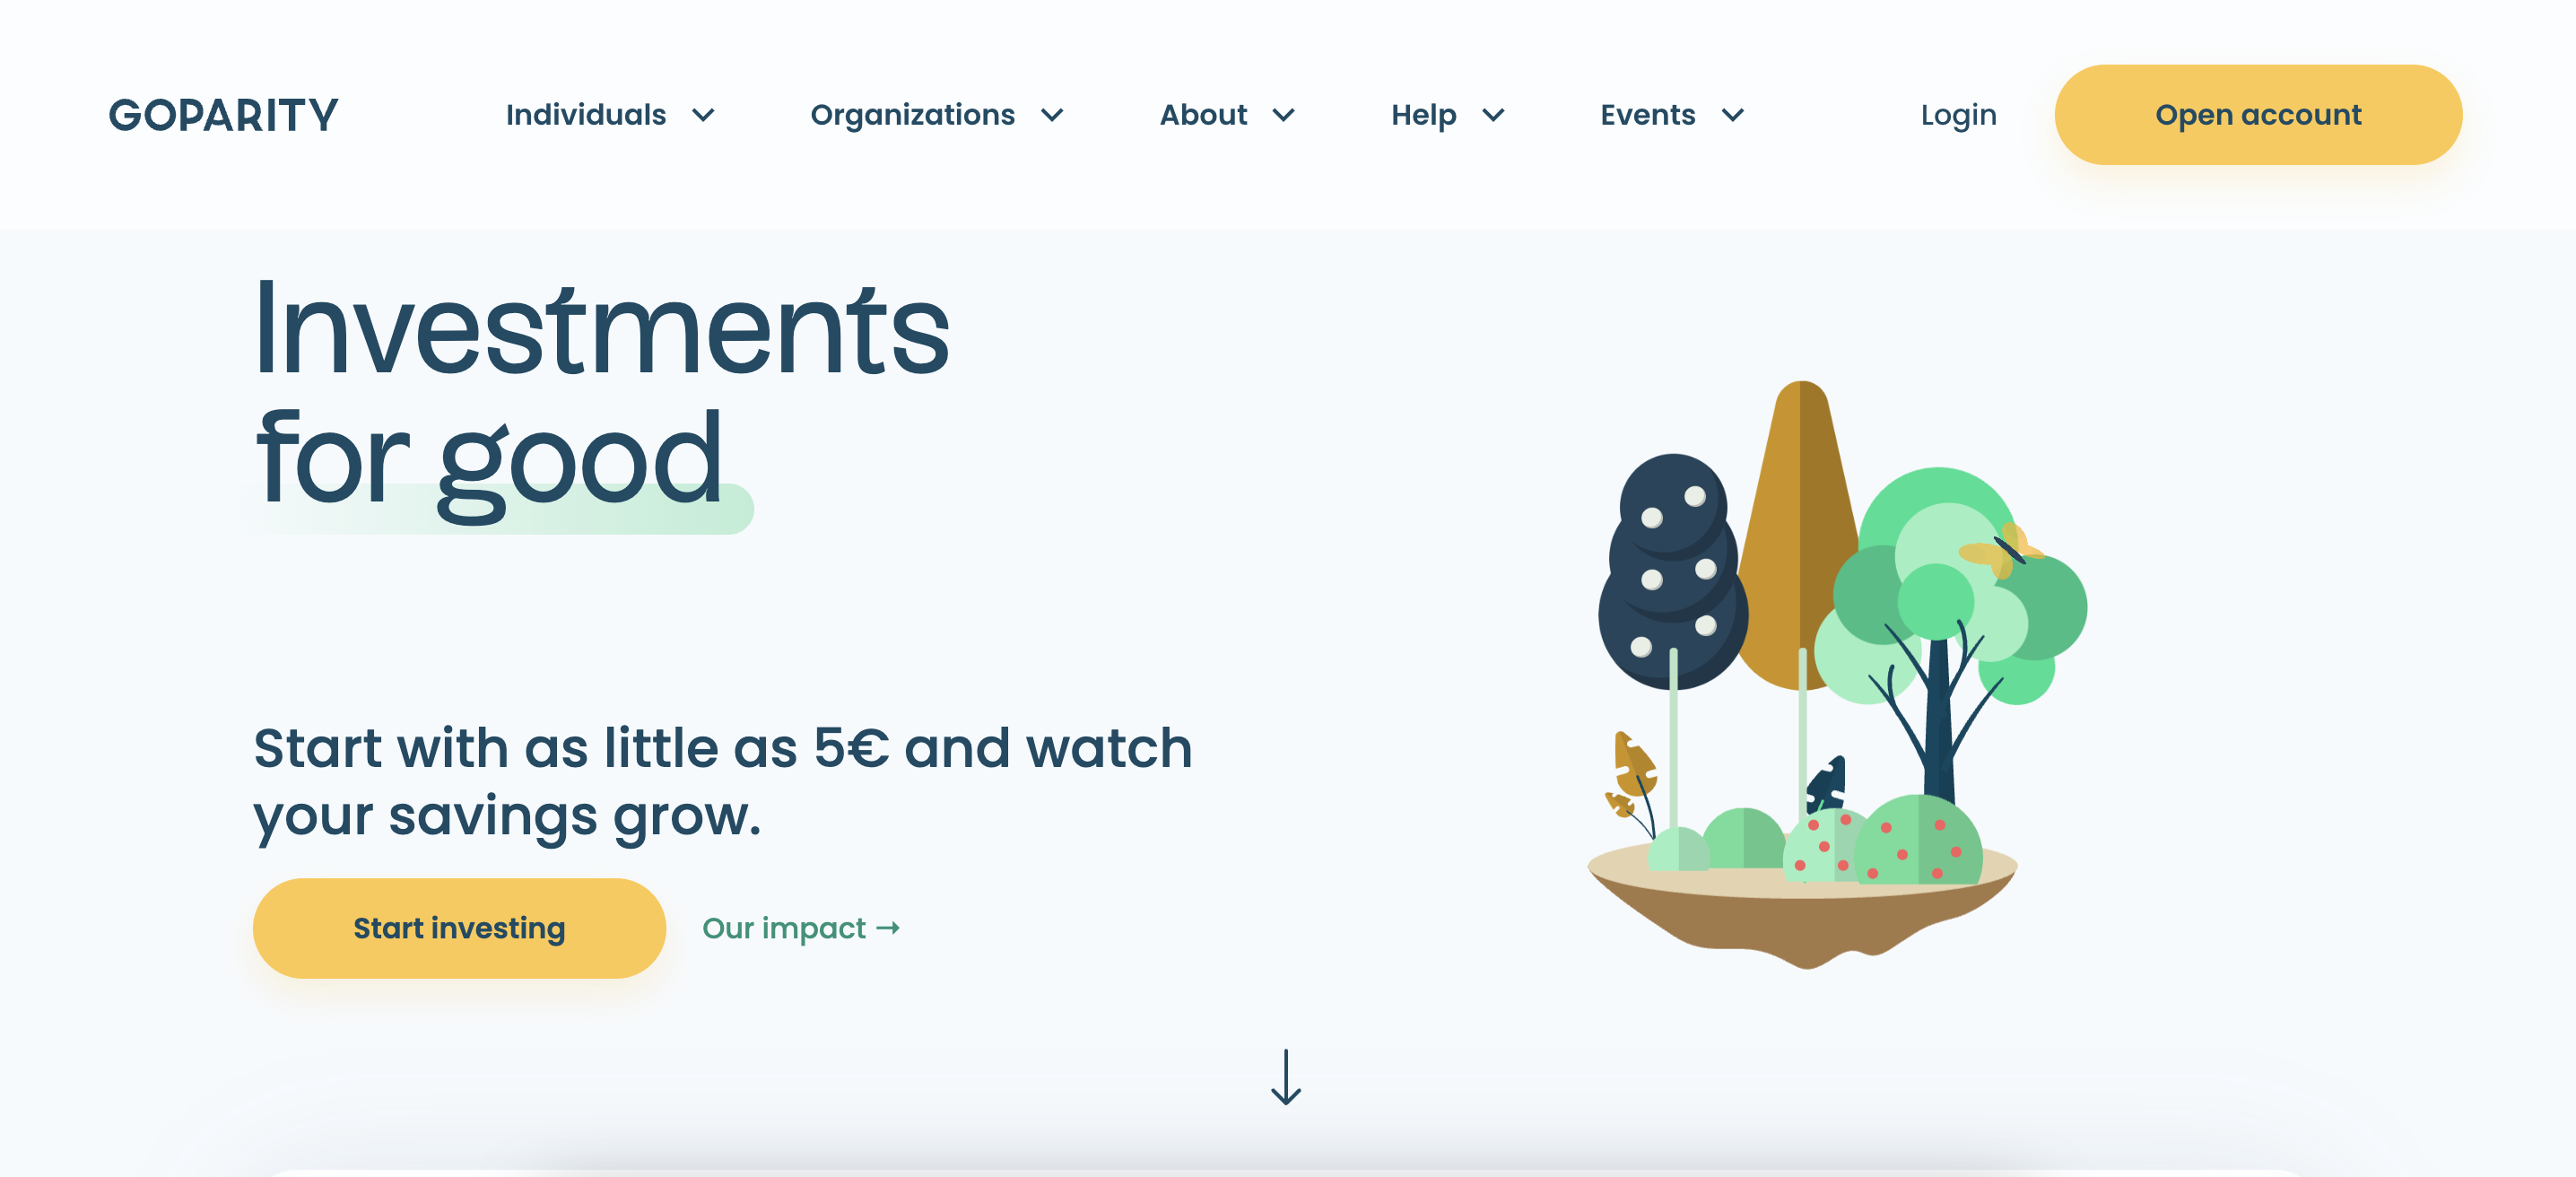 GOPARITY
Individuals
Organizations
About
Help
Events
Login
Open account
Investments
for good
Start with as little as 5€ and watch
your savings grow.
Start investing
Our impact →